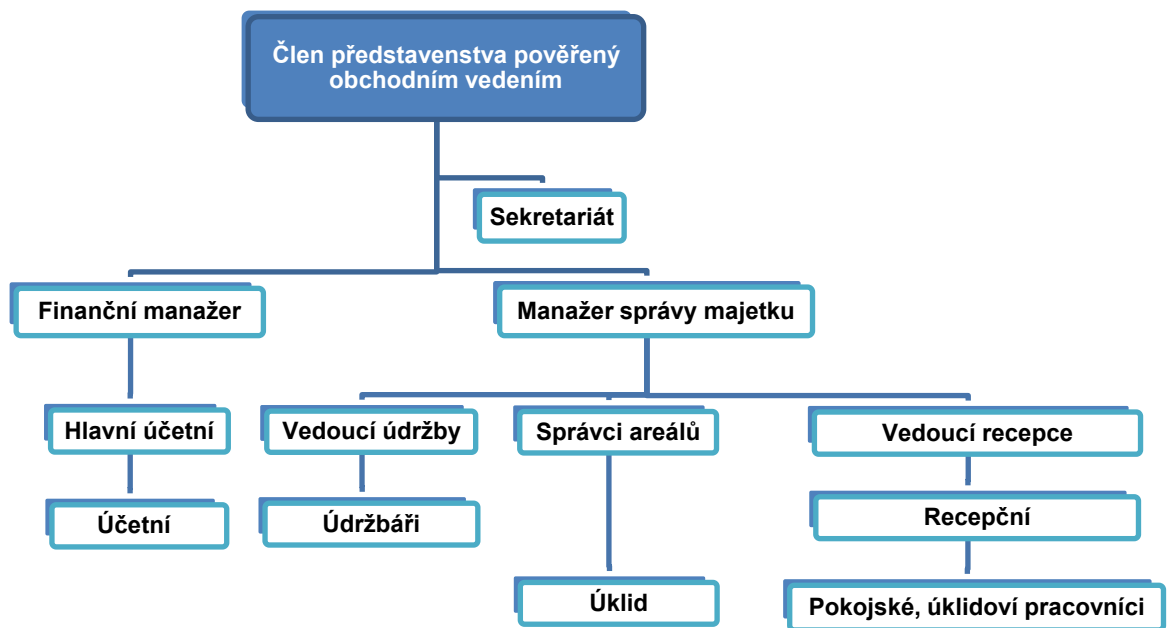 Člen představenstva pověřený
obchodním vedením
Sekretariát
Finanční manažer
Manažer správy majetku
Hlavní účetní
Vedoucí údržby
Správci areálů
Vedoucí recepce
Účetní
Údržbáři
Recepční
Úklid
Pokojské, úklidoví pracovníci